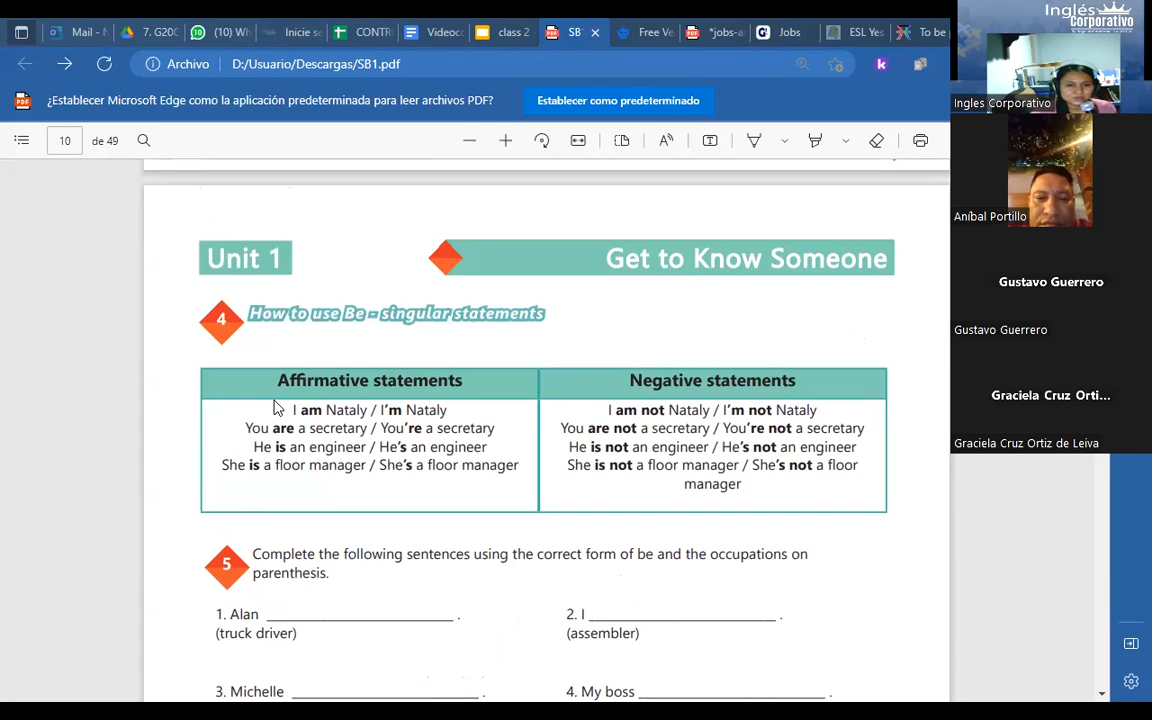 Mail -
7. G20C
(10) Wh
Inicie se
CONTR
Videoc
class 2
SB
Free Ve
*jobs-a
Jobs
ESL Yes
To be
Archivo
D:/Usuario/Descargas/SB1.pdf
¿Establecer Microsoft Edge como la aplicación predeterminada para leer archivos PDF?
Establecer como predeterminado
10 de 49
Unit 1
Get to Know Someone
4
How to use Be - singular statements
Affirmative statements
I am Nataly / I'm Nataly
You are a secretary / You're a secretary
He is an engineer / He's an engineer
She is a floor manager / She's a floor manager
Negative statements
I am not Nataly / I'm not Nataly
You are not a secretary / You're not a secretary
He is not an engineer / He's not an engineer
She is not a floor manager / She's not a floor
manager
5
Complete the following sentences using the correct form of be and the occupations on
parenthesis.
1. Alan ______________________ .
(truck driver)
2. I ______________________ .
(assembler)
3. Michelle ______________________ .
4. My boss ______________________ .
Inglés
Corporativo
Ingles Corporativo
Aníbal Portillo
Gustavo Guerrero
Gustavo Guerrero
Graciela Cruz Orti...
Graciela Cruz Ortiz de Leiva